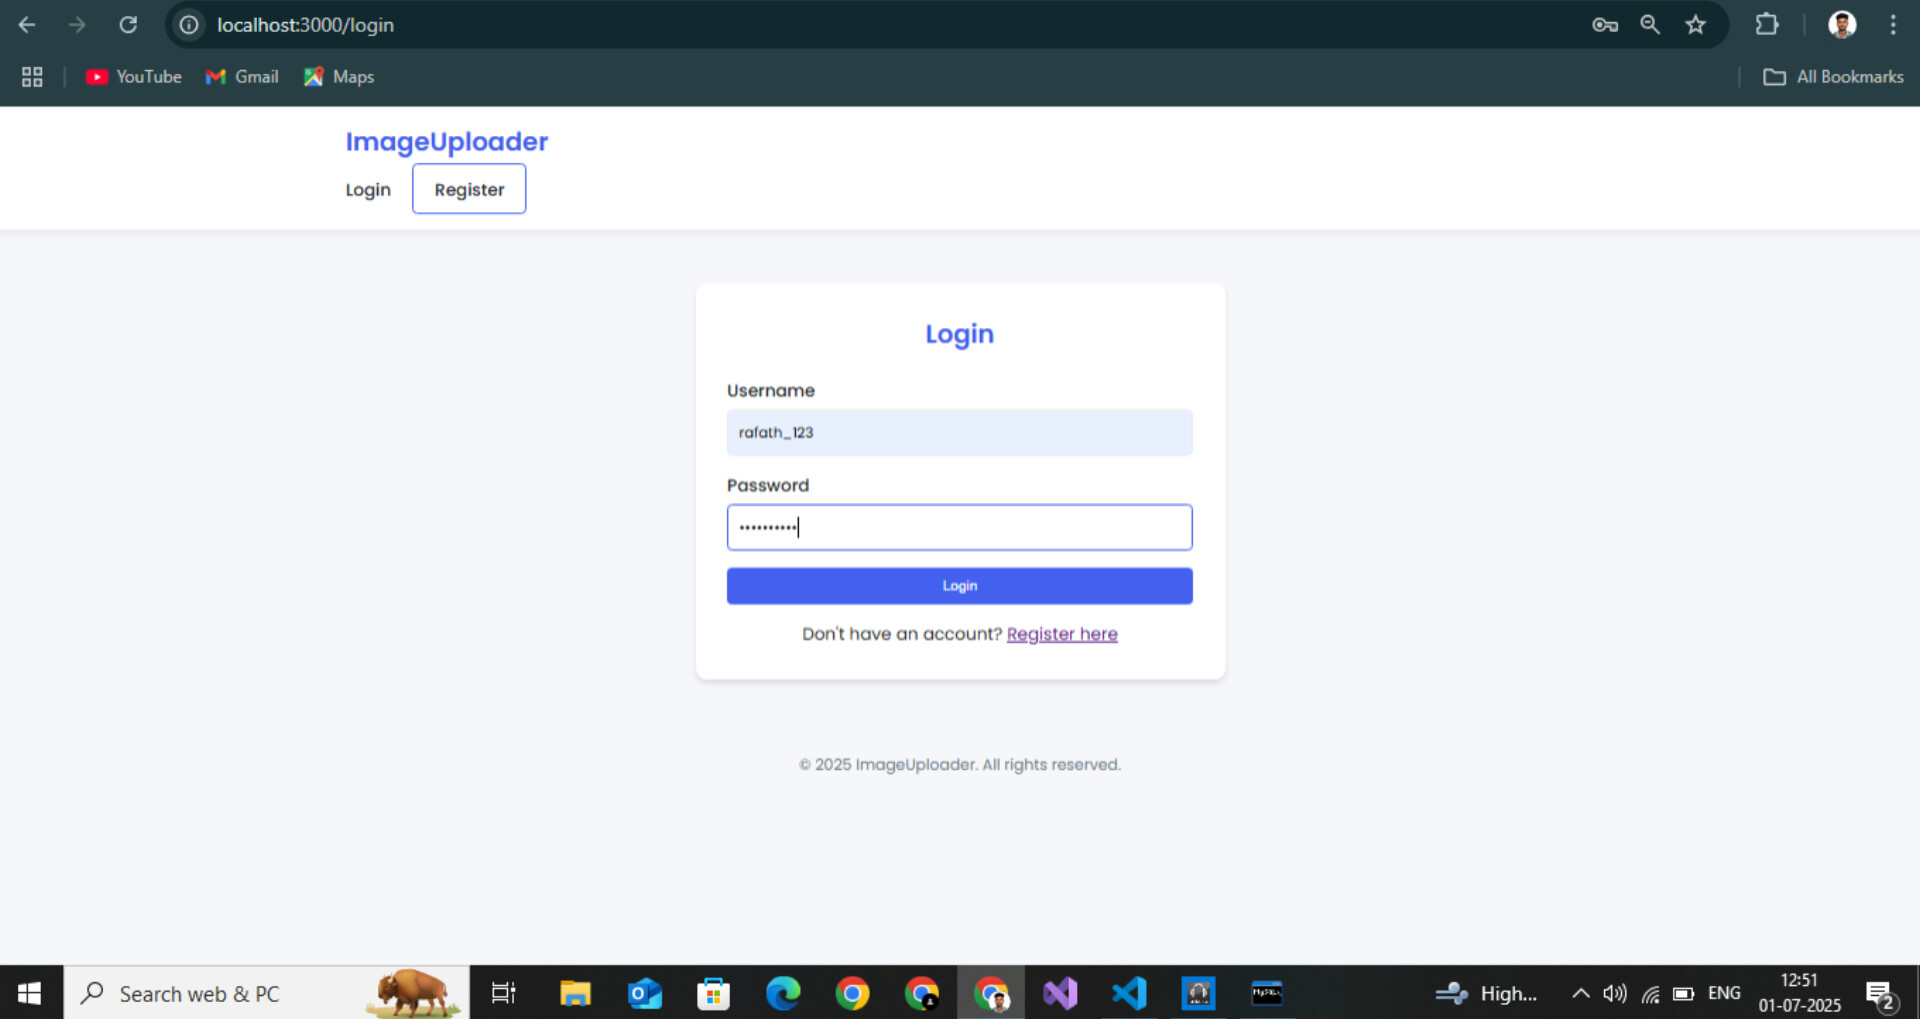 localhost:3000/login
YouTube Gmail Maps All Bookmarks
ImageUploader
Login Register
Login
Username
rafath_123
Password
••••••••••
Login
Don't have an account? Register here
© 2025 ImageUploader. All rights reserved.
Search web & PC High... ENG 12:51
01-07-2025 2